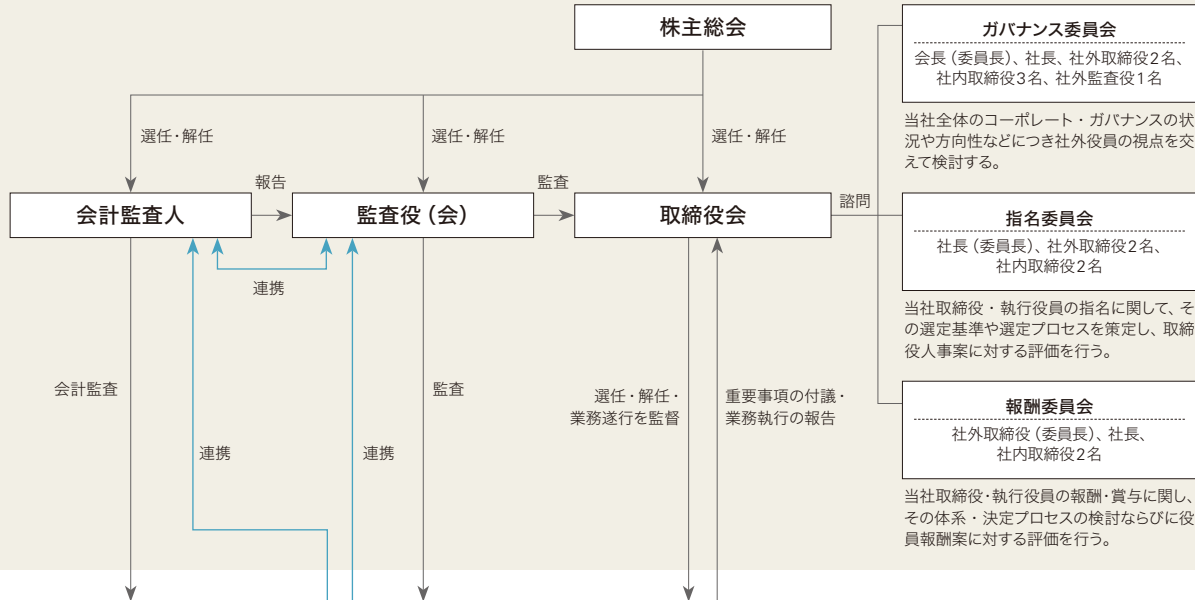 株主総会
選任・解任
選任・解任
選任・解任
報告
監査
会計監査人
監査役（会）
取締役会
諮問
連携
会計監査
監査
選任・解任・
業務遂行を監督
重要事項の付議・
業務執行の報告
連携
連携
ガバナンス委員会
会長（委員長）、社長、社外取締役2名、
社内取締役3名、社外監査役1名
当社全体のコーポレート・ガバナンスの状
況や方向性などにつき社外役員の視点を交
えて検討する。
指名委員会
社長（委員長）、社外取締役2名、
社内取締役2名
当社取締役・執行役員の指名に関して、そ
の選定基準や選定プロセスを策定し、取締
役人事案に対する評価を行う。
報酬委員会
社外取締役（委員長）、社長、
社内取締役2名
当社取締役・執行役員の報酬・賞与に関し、
その体系・決定プロセスの検討ならびに役
員報酬案に対する評価を行う。